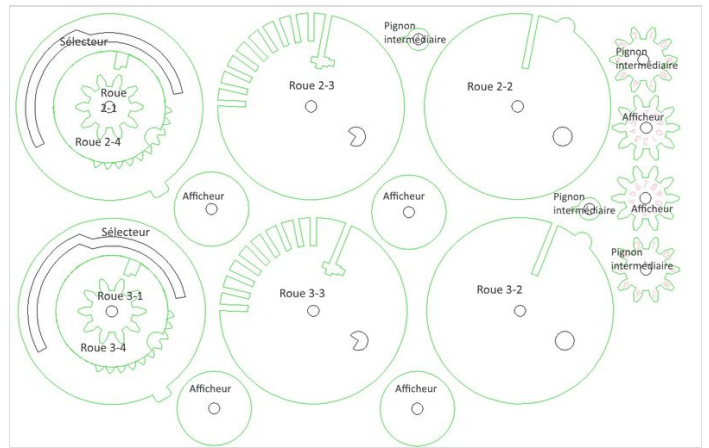 Sélecteur
Roue
2-1
Roue 2-4
Roue 2-3
Pignon
intermédiaire
Roue 2-2
Pignon
intermédiaire
Afficheur
Afficheur
Afficheur
Pignon
intermédiaire
Afficheur
Sélecteur
Roue 3-1
Roue 3-4
Roue 3-3
Roue 3-2
Pignon
intermédiaire
Afficheur
Afficheur